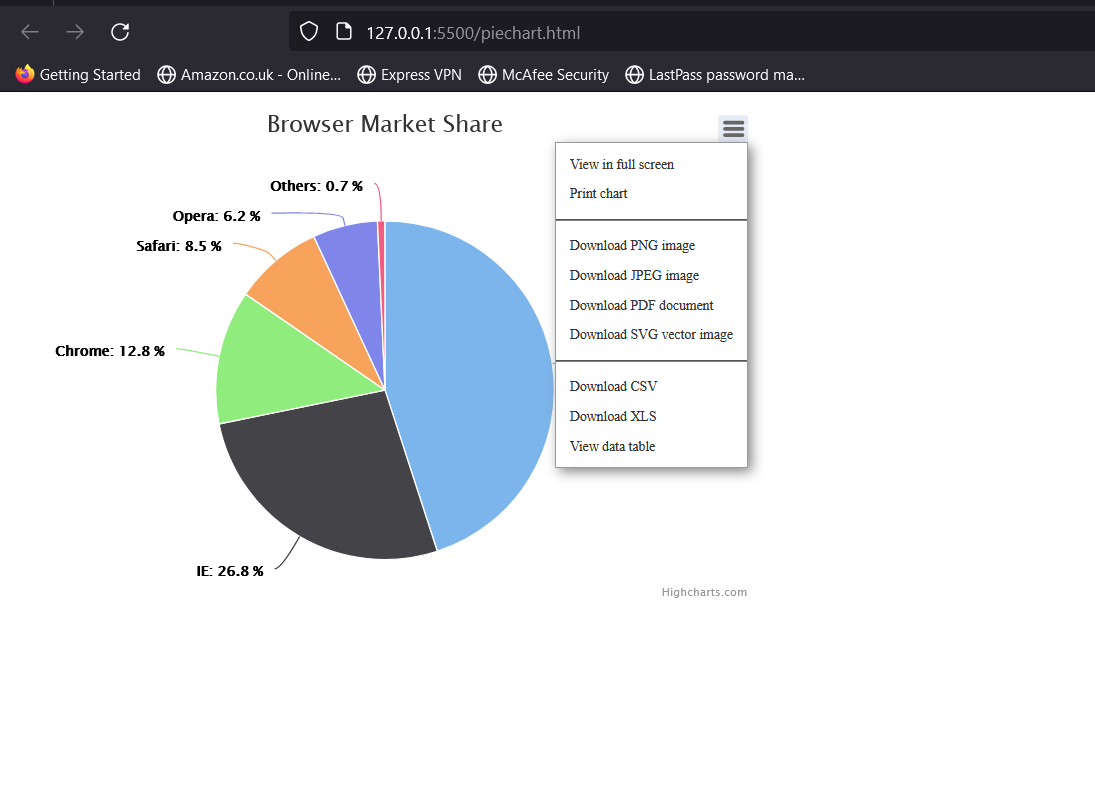 127.0.0.1:5500/piechart.html
Getting Started
Amazon.co.uk - Online...
Express VPN
McAfee Security
LastPass password ma...
Browser Market Share
View in full screen
Print chart
Download PNG image
Download JPEG image
Download PDF document
Download SVG vector image
Download CSV
Download XLS
View data table
Others: 0.7 %
Opera: 6.2 %
Safari: 8.5 %
Chrome: 12.8 %
IE: 26.8 %
Highcharts.com